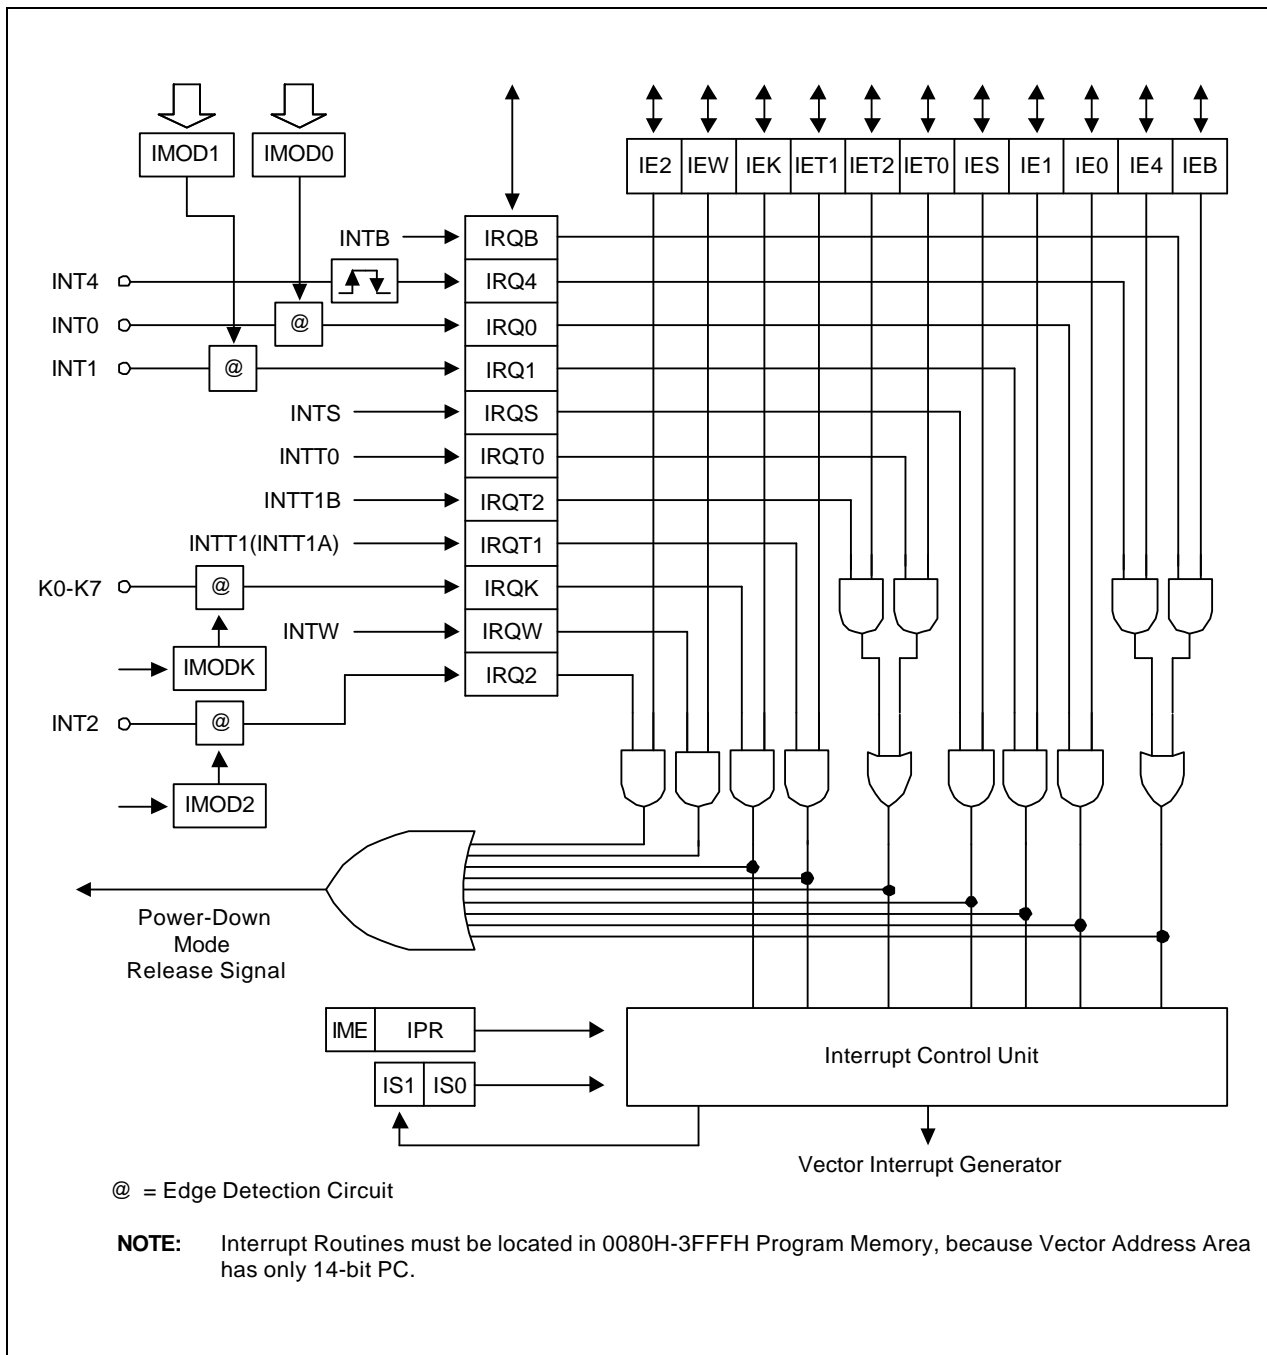 IMOD1 IMOD0
IE2 IEW IEK IET1 IET2 IET0 IES IE1 IE0 IE4 IEB
INTB IRQB
INT4 IRQ4
INT0 @ IRQ0
INT1 @ IRQ1
INTS IRQS
INTT0 IRQT0
INTT1B IRQT2
INTT1(INTT1A) IRQT1
K0-K7 @ IRQK
INTW IRQW
IMODK IRQ2
INT2 @
IMOD2
Power-Down
Mode
Release Signal
IME IPR
IS1 IS0
Interrupt Control Unit
Vector Interrupt Generator
@ = Edge Detection Circuit
NOTE: Interrupt Routines must be located in 0080H-3FFFH Program Memory, because Vector Address Area
has only 14-bit PC.